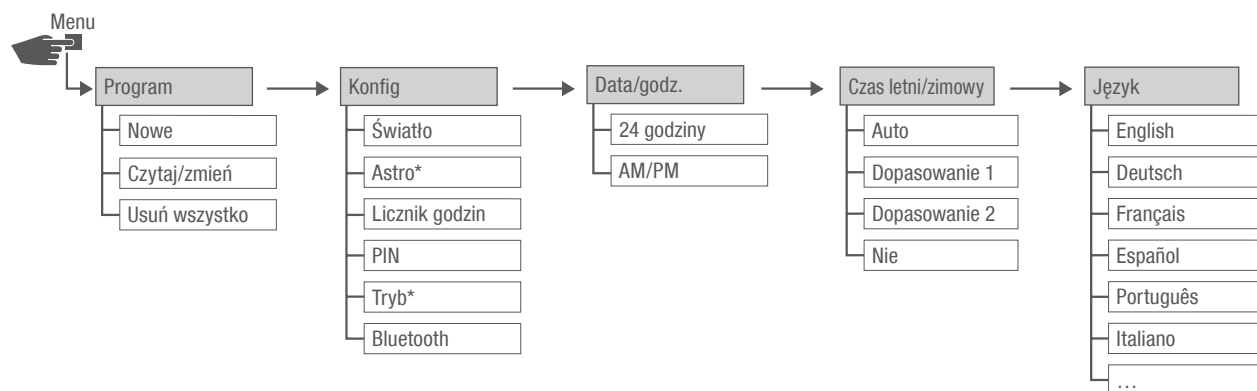 Menu
Program
Nowe
Czytaj/zmień
Usuń wszystko
Konfig
Światło
Astro*
Licznik godzin
PIN
Tryb*
Bluetooth
Data/godz.
24 godziny
AM/PM
Czas letni/zimowy
Auto
Dopasowanie 1
Dopasowanie 2
Nie
Język
English
Deutsch
Français
Español
Português
Italiano
…